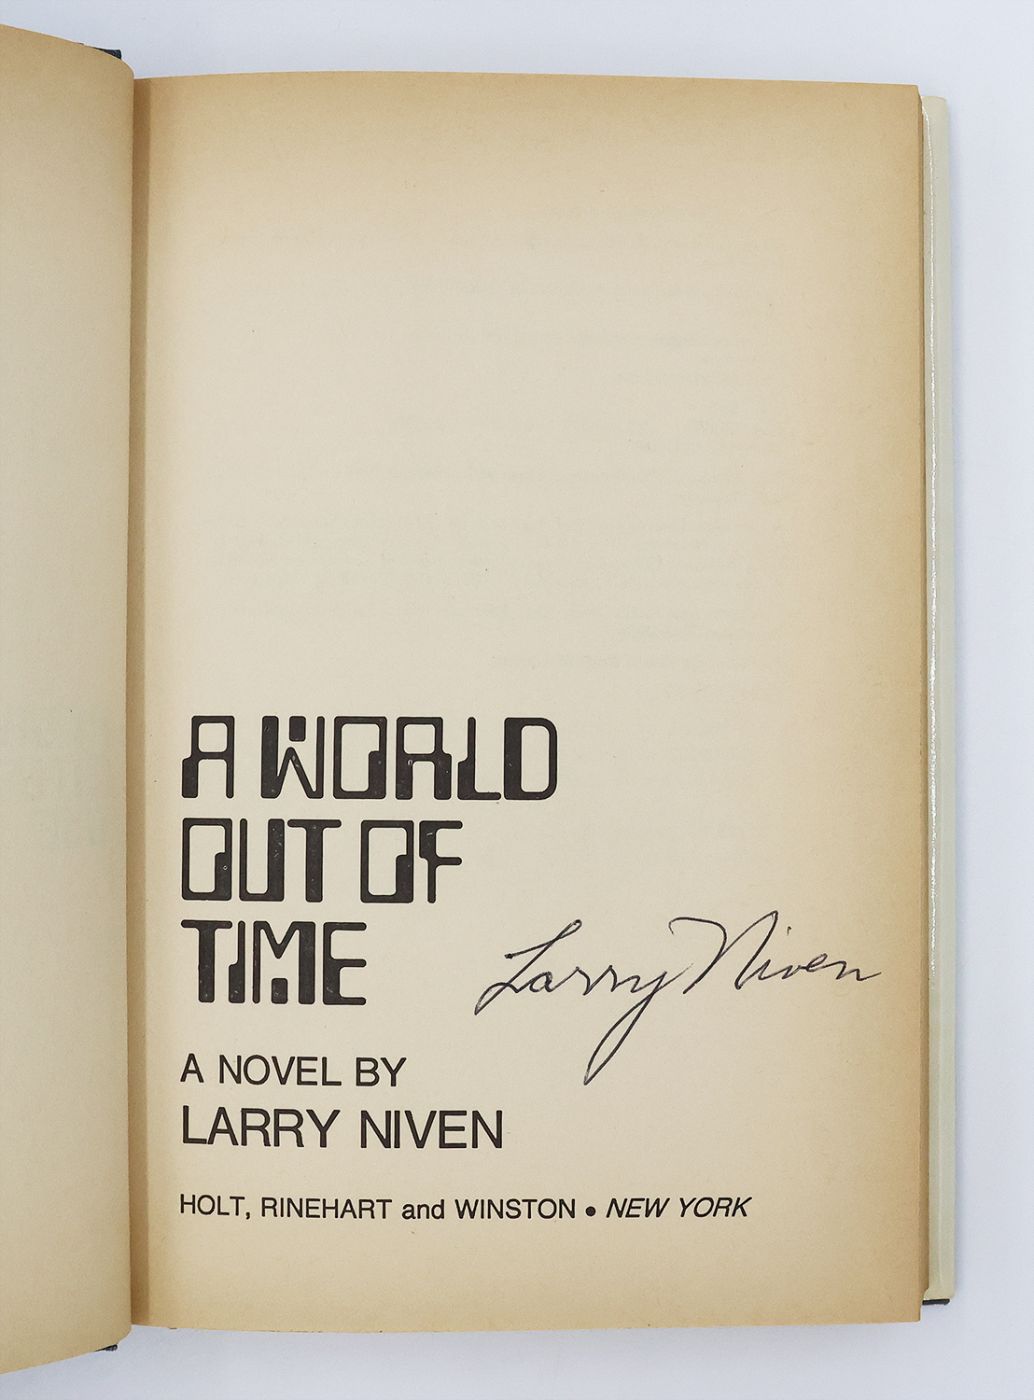 A WORLD
OUT OF
TIME
Larry Niven
A NOVEL BY
LARRY NIVEN
HOLT, RINEHART and WINSTON • NEW YORK